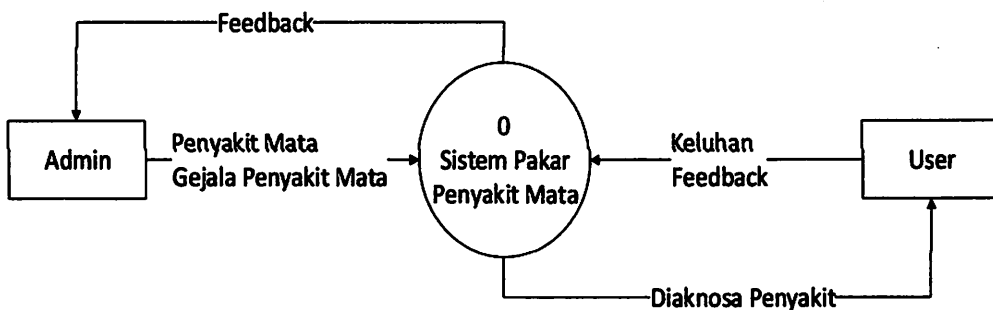 Feedback
Admin
Penyakit Mata
Gejala Penyakit Mata
0
Sistem Pakar
Penyakit Mata
Keluhan
Feedback
User
Diaknosa Penyakit